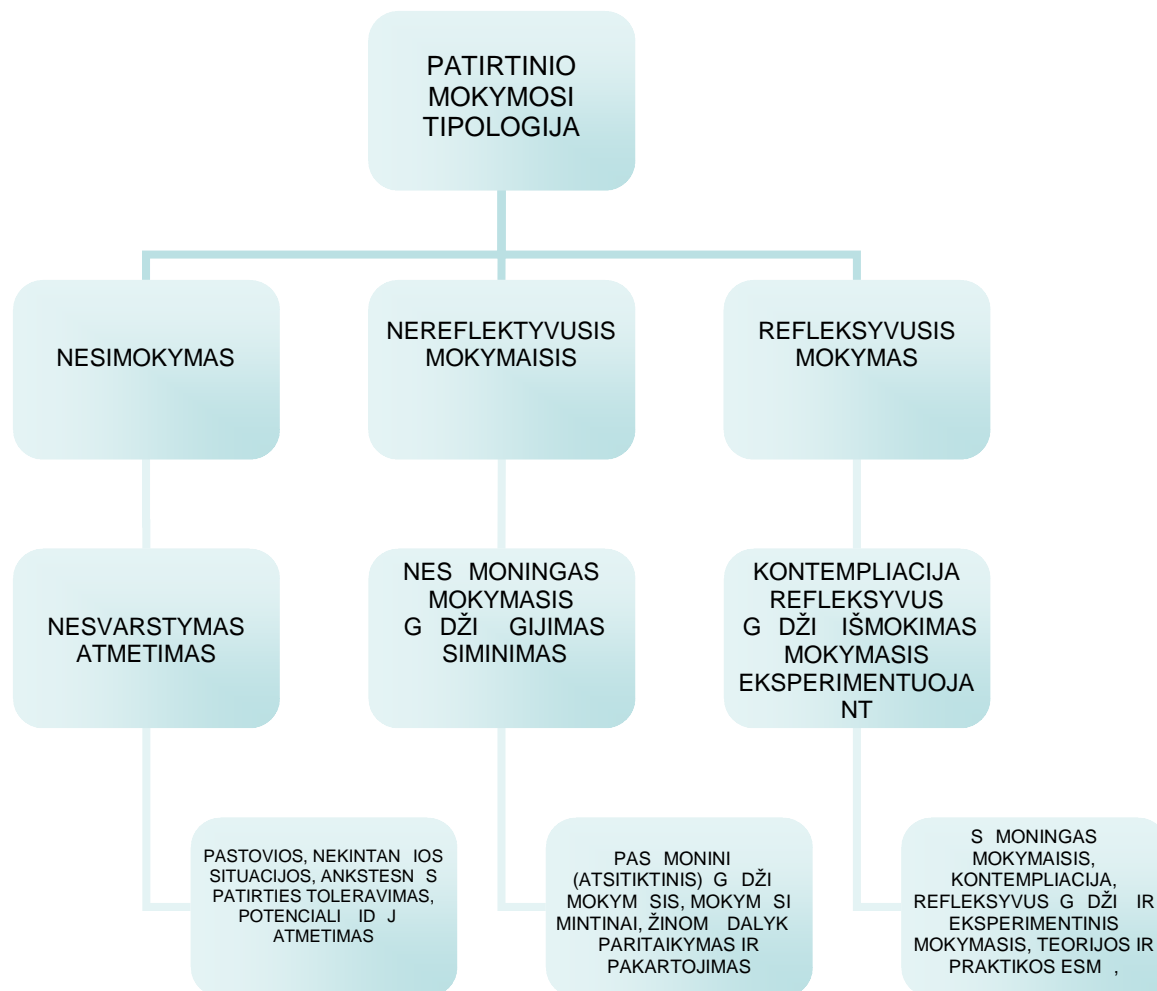 PATIRTINIO
MOKYMOSI
TIPOLOGIJA
NESIMOKYMAS
NEREFLEKTYVUSIS
MOKYMAISIS
REFLEKSYVUSIS
MOKYMAS
NESVARSTYMAS
ATMETIMAS
NES MONINGAS
MOKYMASIS
G DŽI GIJIMAS
SIMINIMAS
KONTEMPLIACIJA
REFLEKSYVUS
G DŽI IŠMOKIMAS
MOKYMASIS
EKSPERIMENTUOJA
NT
PASTOVIOS, NEKINTAN IOS
SITUACIJOS, ANKSTESN S
PATIRTIES TOLERAVIMAS,
POTENCIALI ID J
ATMETIMAS
PAS MONINI
(ATSITIKTINIS) G DŽI
MOKYM SIS, MOKYM SI
MINTINAI, ŽINOM DALYK
PARITAIKYMAS IR
PAKARTOJIMAS
S MONINGAS
MOKYMAISIS,
KONTEMPLIACIJA,
REFLEKSYVUS G DŽI IR
EKSPERIMENTINIS
MOKYMASIS, TEORIJOS IR
PRAKTIKOS ESM ,